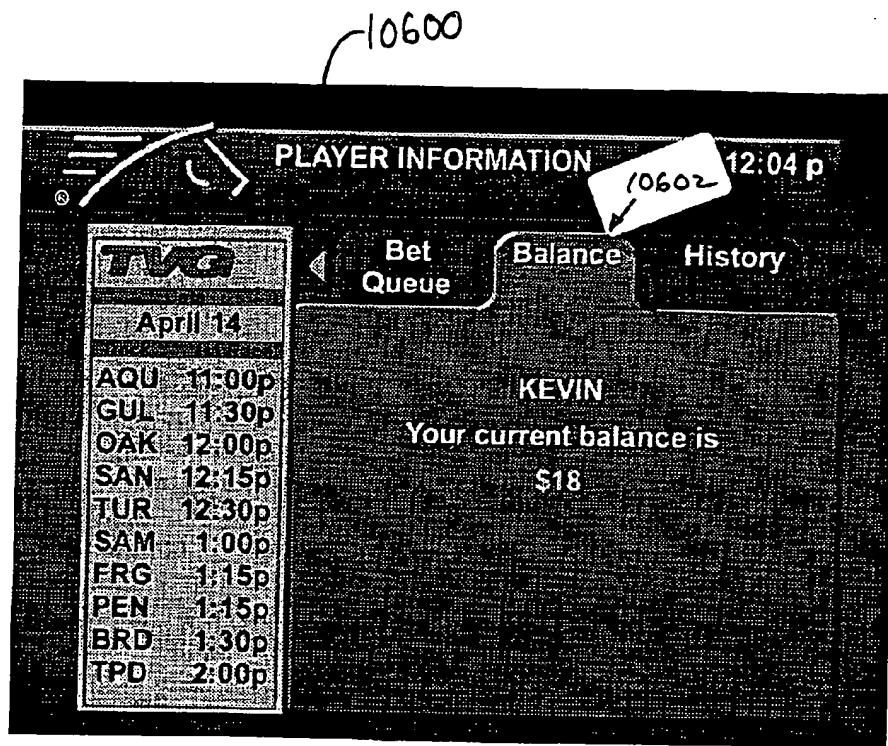 10600
PLAYER INFORMATION 12:04 p
10602
®
TVG
April 14
AQU 11:00p
GUL 11:30p
OAK 12:00p
SAN 12:15p
TUR 12:30p
SAM 1:00p
FRG 1:15p
PEN 1:15p
BRD 1:30p
TPD 2:00p
Bet Queue
Balance
History
KEVIN
Your current balance is
$18